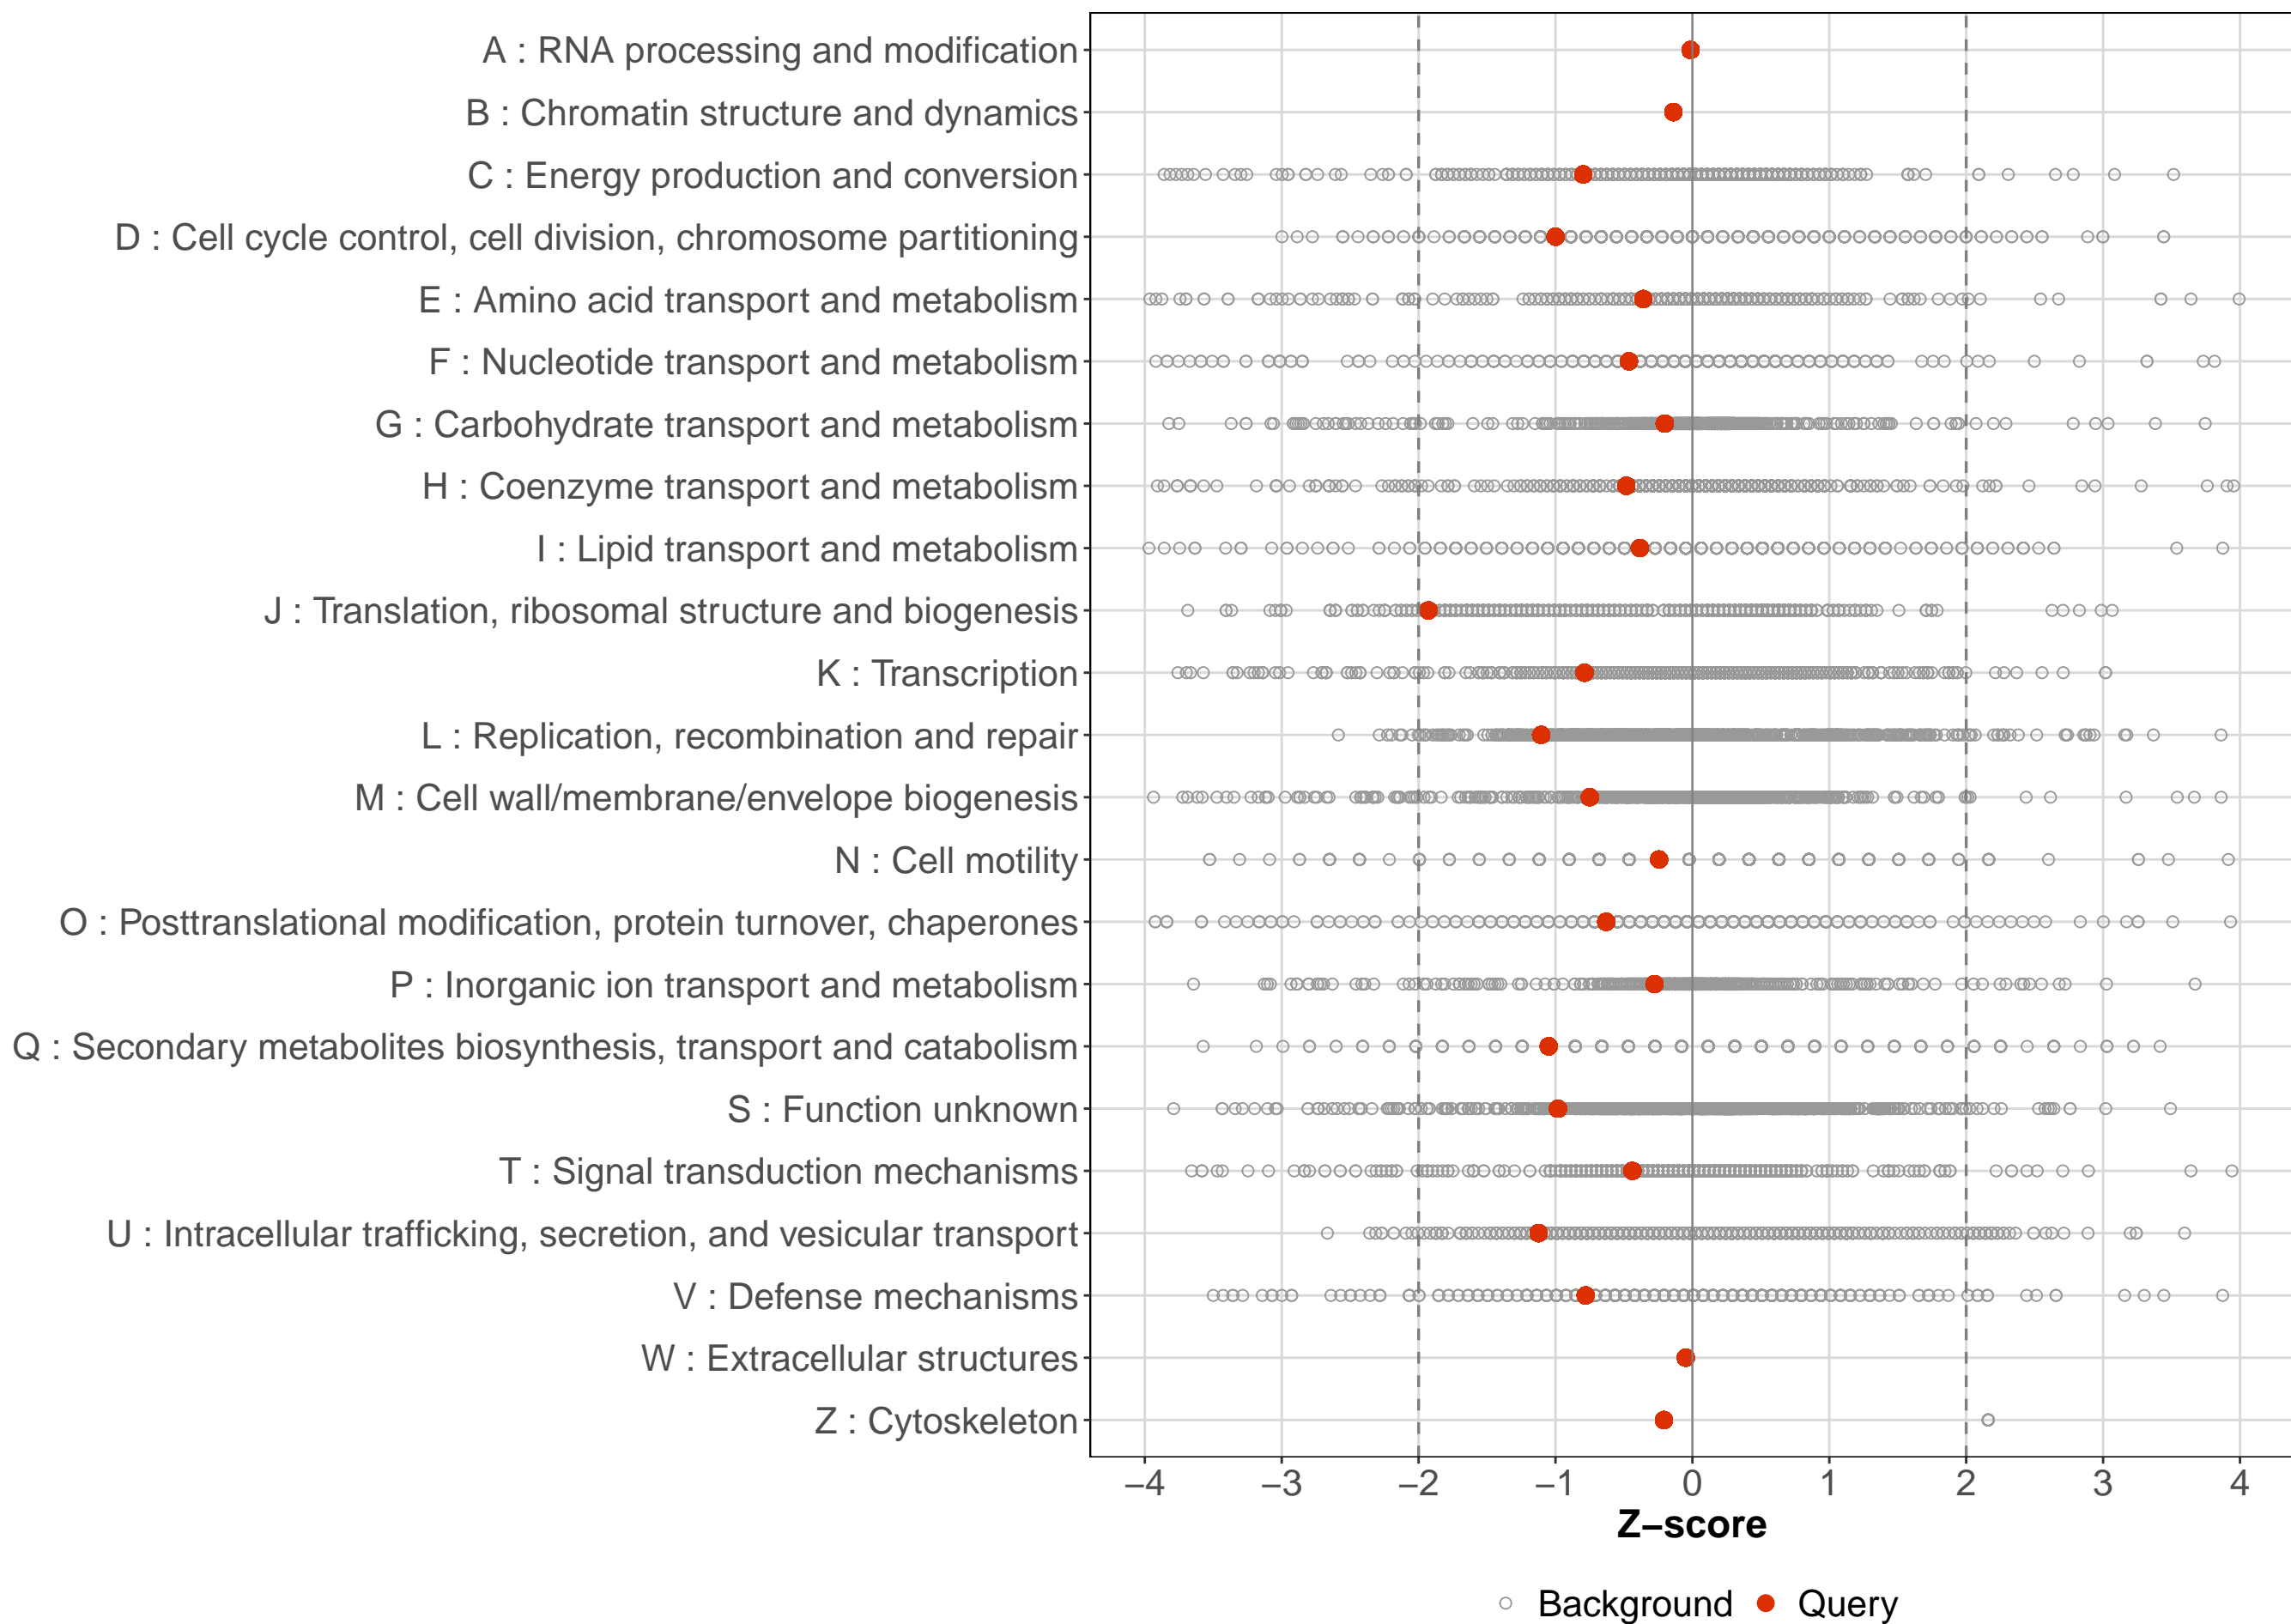 A : RNA processing and modification
B : Chromatin structure and dynamics
C : Energy production and conversion
D : Cell cycle control, cell division, chromosome partitioning
E : Amino acid transport and metabolism
F : Nucleotide transport and metabolism
G : Carbohydrate transport and metabolism
H : Coenzyme transport and metabolism
I : Lipid transport and metabolism
J : Translation, ribosomal structure and biogenesis
K : Transcription
L : Replication, recombination and repair
M : Cell wall/membrane/envelope biogenesis
N : Cell motility
O : Posttranslational modification, protein turnover, chaperones
P : Inorganic ion transport and metabolism
Q : Secondary metabolites biosynthesis, transport and catabolism
S : Function unknown
T : Signal transduction mechanisms
U : Intracellular trafficking, secretion, and vesicular transport
V : Defense mechanisms
W : Extracellular structures
Z : Cytoskeleton
−4 −3 −2 −1 0 1 2 3 4
Z−score
Background Query